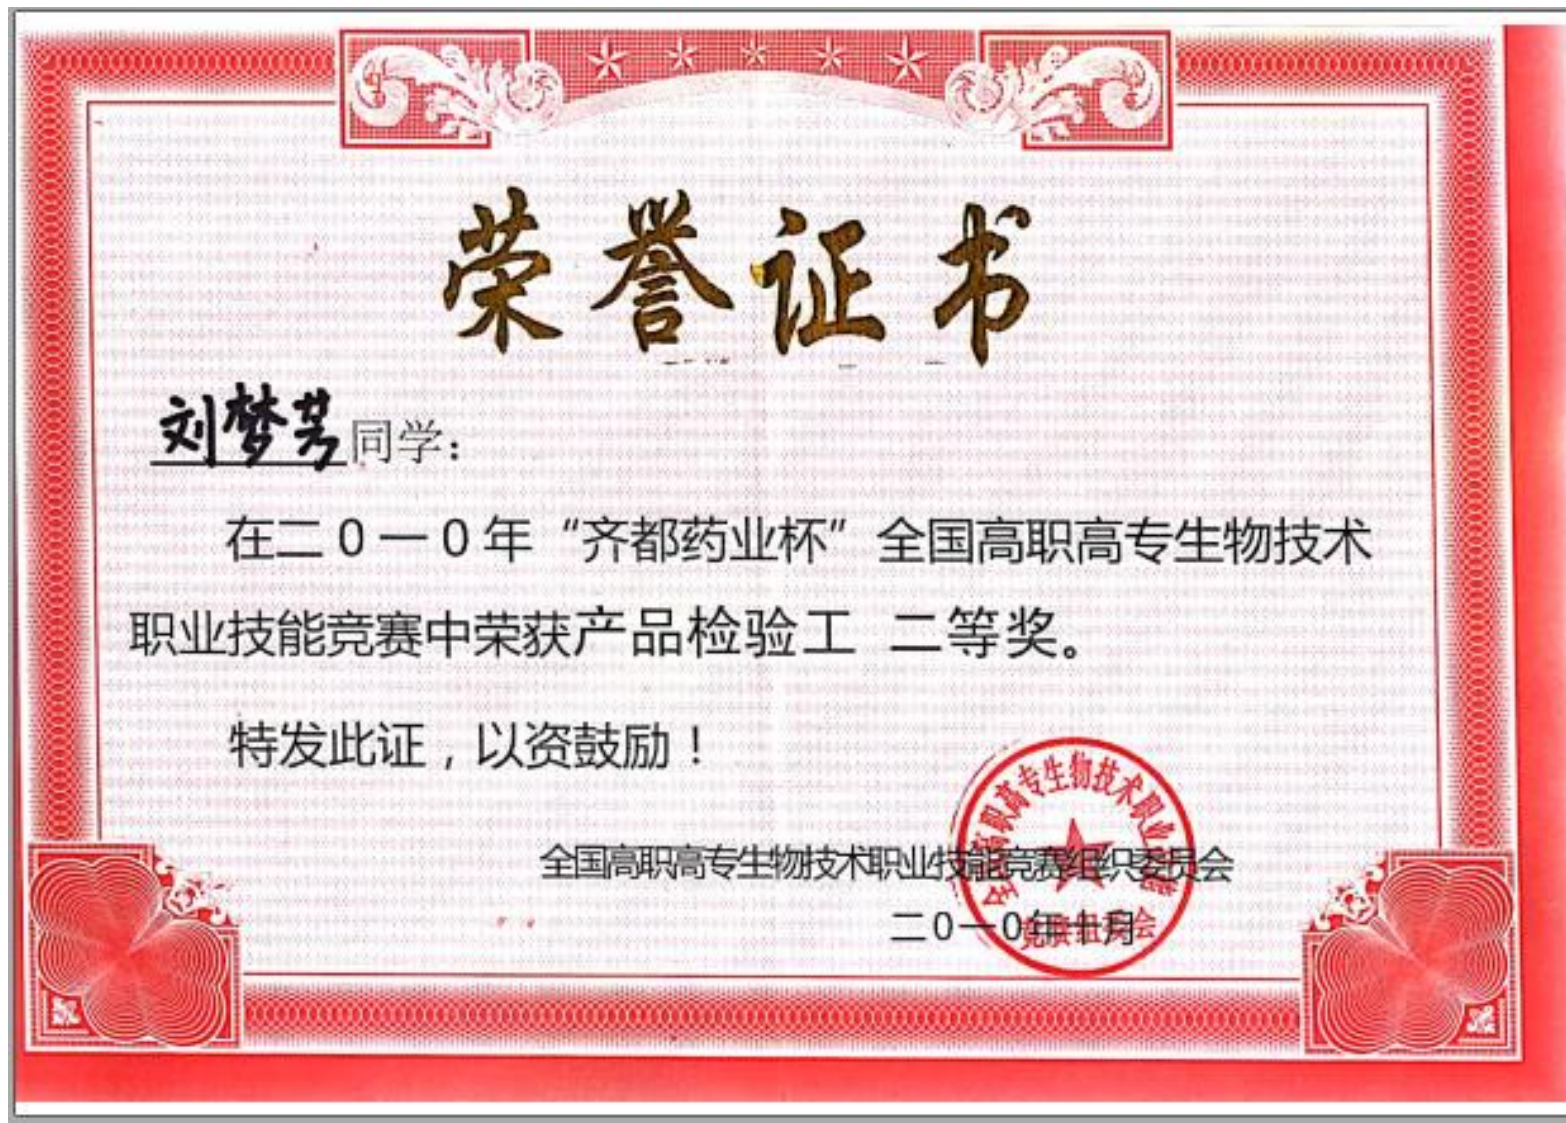 荣誉证书
刘梦芳同学：
在二0一0年“齐都药业杯”全国高职高专生物技术
职业技能竞赛中荣获产品检验工 二等奖。
特发此证，以资鼓励！
全国高职高专生物技术职业技能竞赛组织委员会
二0一0年十月